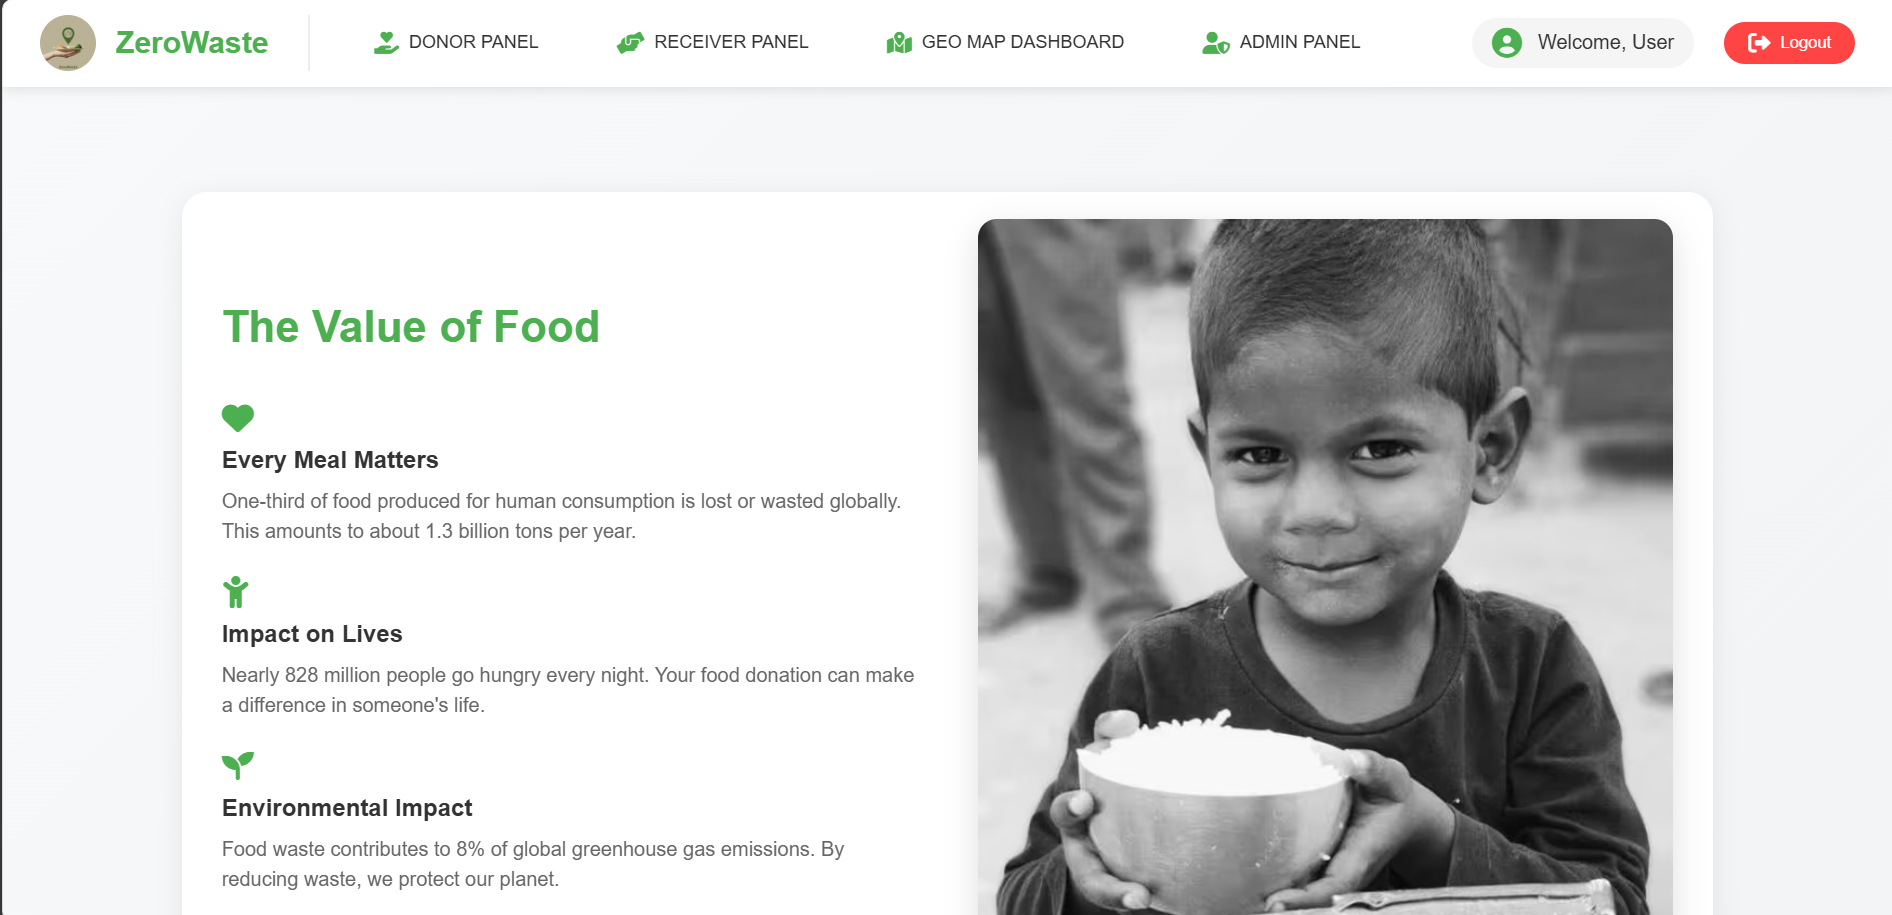 ZeroWaste
DONOR PANEL
RECEIVER PANEL
GEO MAP DASHBOARD
ADMIN PANEL
Welcome, User
Logout
The Value of Food
Every Meal Matters
One-third of food produced for human consumption is lost or wasted globally.
This amounts to about 1.3 billion tons per year.
Impact on Lives
Nearly 828 million people go hungry every night. Your food donation can make
a difference in someone's life.
Environmental Impact
Food waste contributes to 8% of global greenhouse gas emissions. By
reducing waste, we protect our planet.